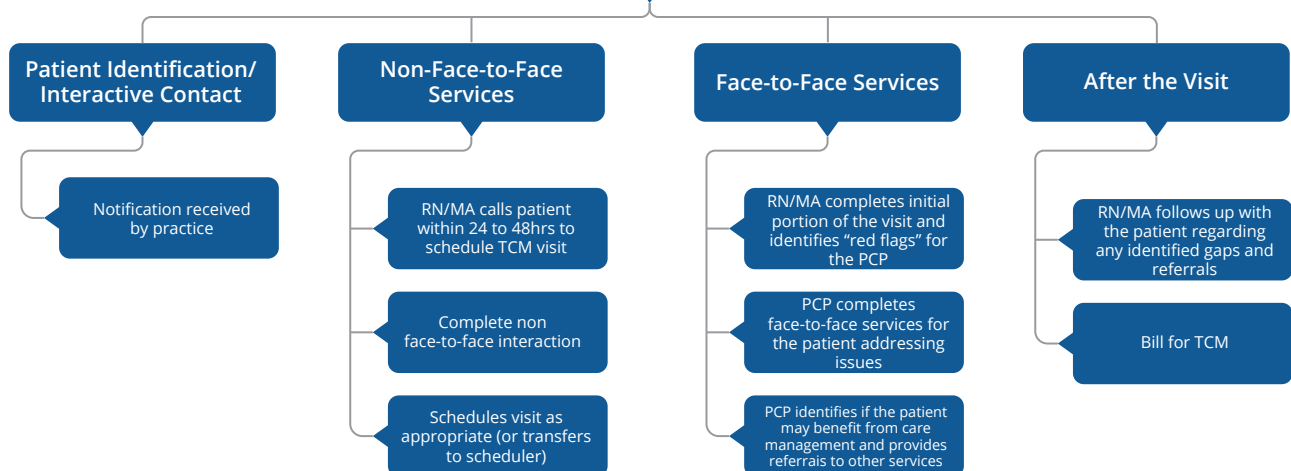 Patient Identification/
Interactive Contact
Notification received
by practice
Non-Face-to-Face
Services
RN/MA calls patient
within 24 to 48hrs to
schedule TCM visit
Complete non
face-to-face interaction
Schedules visit as
appropriate (or transfers
to scheduler)
Face-to-Face Services
RN/MA completes initial
portion of the visit and
identifies “red flags” for
the PCP
PCP completes
face-to-face services for
the patient addressing
issues
PCP identifies if the patient
may benefit from care
management and provides
referrals to other services
After the Visit
RN/MA follows up with
the patient regarding
any identified gaps and
referrals
Bill for TCM